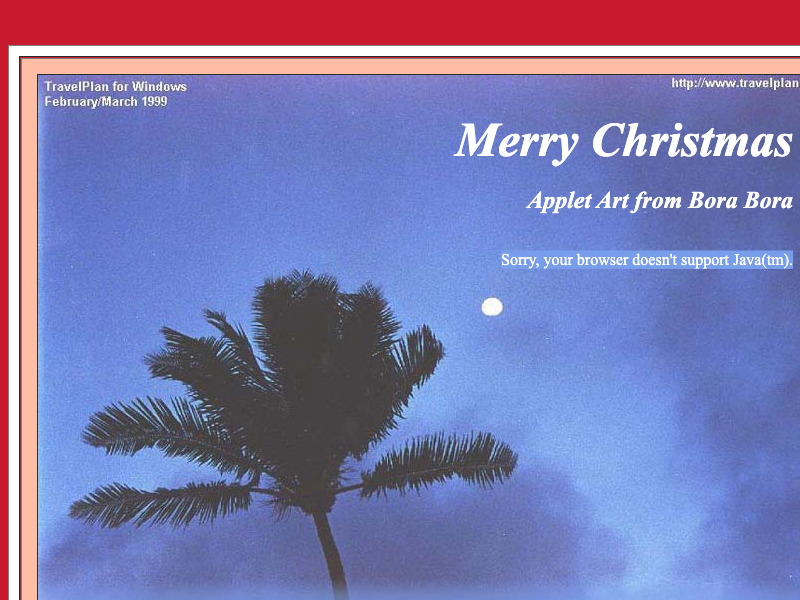 TravelPlan for Windows
February/March 1999
http://www.travelplan
Merry Christmas
Applet Art from Bora Bora
Sorry, your browser doesn't support Java(tm).